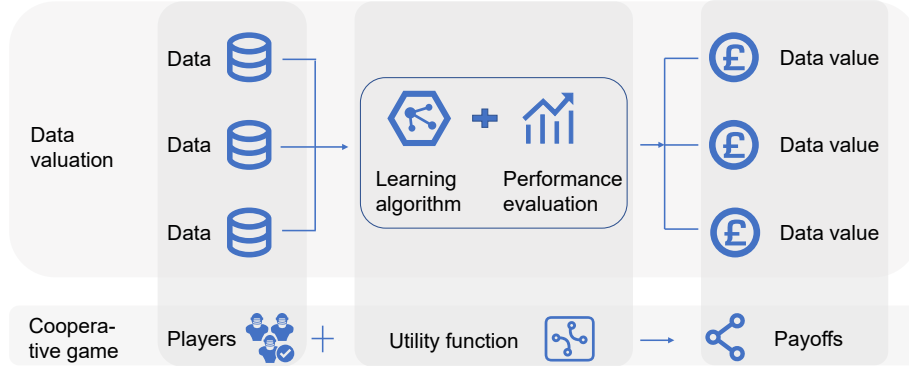 Data
valuation
Data
Data
Data
Learning
algorithm
Performance
evaluation
£ Data value
£ Data value
£ Data value
Coopera-
tive game
Players
Utility function
Payoffs